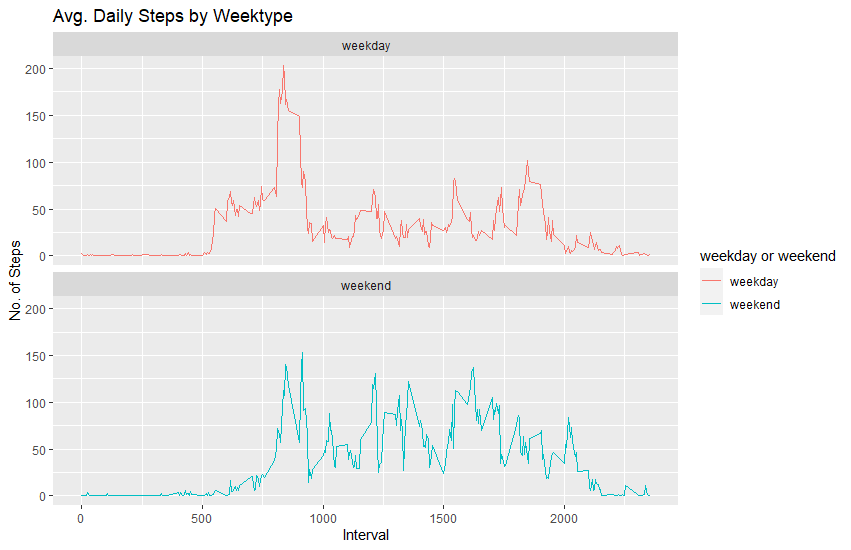 Avg. Daily Steps by Weektype
weekday
200
150
100
50
0
weekend
200
150
100
50
0
0 500 1000 1500 2000
Interval
No. of Steps
weekday or weekend
weekday
weekend